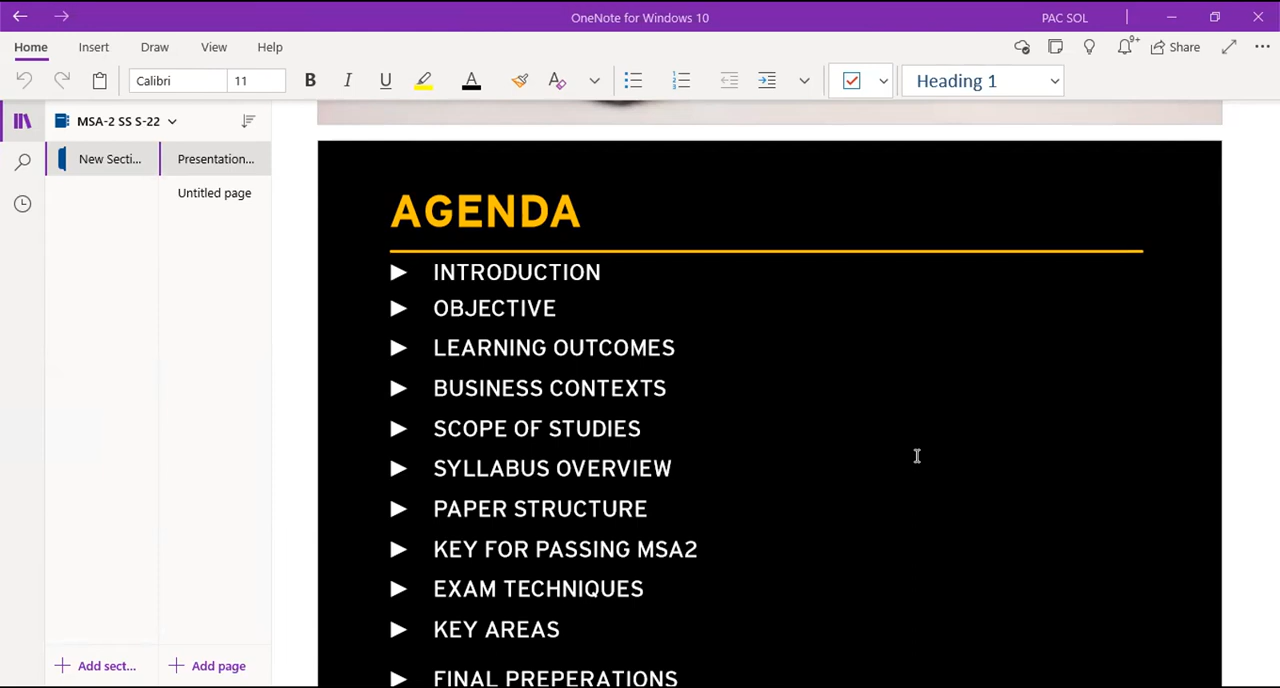 OneNote for Windows 10
PAC SOL
Home Insert Draw View Help
9+
Share
Calibri 11 B I U A A Heading 1
MSA-2 SS S-22
New Secti... Presentation...
Untitled page
AGENDA
INTRODUCTION
OBJECTIVE
LEARNING OUTCOMES
BUSINESS CONTEXTS
SCOPE OF STUDIES
SYLLABUS OVERVIEW
PAPER STRUCTURE
KEY FOR PASSING MSA2
EXAM TECHNIQUES
KEY AREAS
FINAL PREPERATIONS
Add sect... Add page